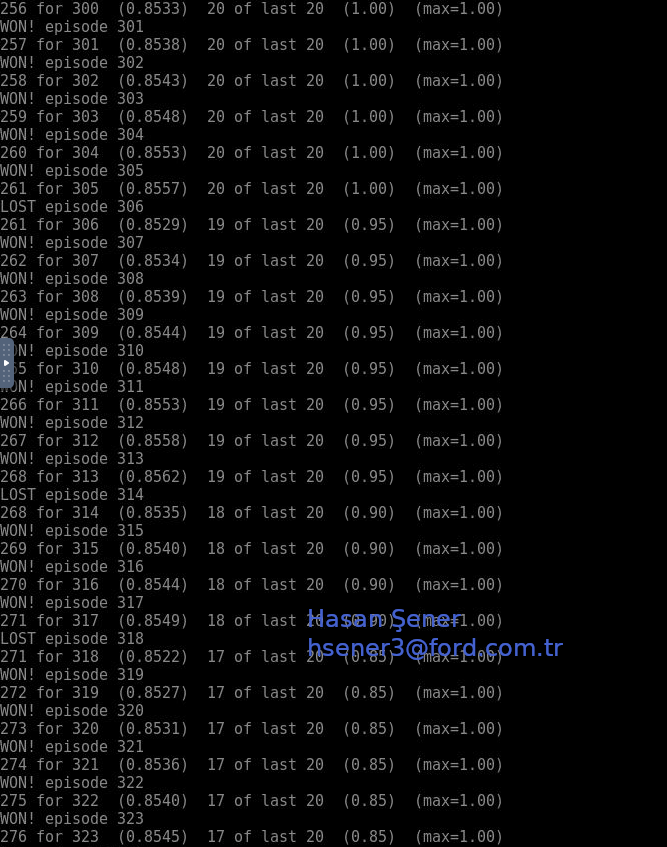 256 for 300  (0.8533)  20 of last 20  (1.00)  (max=1.00)
WON! episode 301
257 for 301  (0.8538)  20 of last 20  (1.00)  (max=1.00)
WON! episode 302
258 for 302  (0.8543)  20 of last 20  (1.00)  (max=1.00)
WON! episode 303
259 for 303  (0.8548)  20 of last 20  (1.00)  (max=1.00)
WON! episode 304
260 for 304  (0.8553)  20 of last 20  (1.00)  (max=1.00)
WON! episode 305
261 for 305  (0.8557)  20 of last 20  (1.00)  (max=1.00)
LOST episode 306
261 for 306  (0.8529)  19 of last 20  (0.95)  (max=1.00)
WON! episode 307
262 for 307  (0.8534)  19 of last 20  (0.95)  (max=1.00)
WON! episode 308
263 for 308  (0.8539)  19 of last 20  (0.95)  (max=1.00)
WON! episode 309
264 for 309  (0.8544)  19 of last 20  (0.95)  (max=1.00)
WON! episode 310
265 for 310  (0.8548)  19 of last 20  (0.95)  (max=1.00)
WON! episode 311
266 for 311  (0.8553)  19 of last 20  (0.95)  (max=1.00)
WON! episode 312
267 for 312  (0.8558)  19 of last 20  (0.95)  (max=1.00)
WON! episode 313
268 for 313  (0.8562)  19 of last 20  (0.95)  (max=1.00)
LOST episode 314
268 for 314  (0.8535)  18 of last 20  (0.90)  (max=1.00)
WON! episode 315
269 for 315  (0.8540)  18 of last 20  (0.90)  (max=1.00)
WON! episode 316
270 for 316  (0.8544)  18 of last 20  (0.90)  (max=1.00)
WON! episode 317
271 for 317  (0.8549)  18 of last 20  (0.90)  (max=1.00)
Hasan Şener
LOST episode 318
hsener3@ford.com.tr
271 for 318  (0.8522)  17 of last 20  (0.85)  (max=1.00)
WON! episode 319
272 for 319  (0.8527)  17 of last 20  (0.85)  (max=1.00)
WON! episode 320
273 for 320  (0.8531)  17 of last 20  (0.85)  (max=1.00)
WON! episode 321
274 for 321  (0.8536)  17 of last 20  (0.85)  (max=1.00)
WON! episode 322
275 for 322  (0.8540)  17 of last 20  (0.85)  (max=1.00)
WON! episode 323
276 for 323  (0.8545)  17 of last 20  (0.85)  (max=1.00)